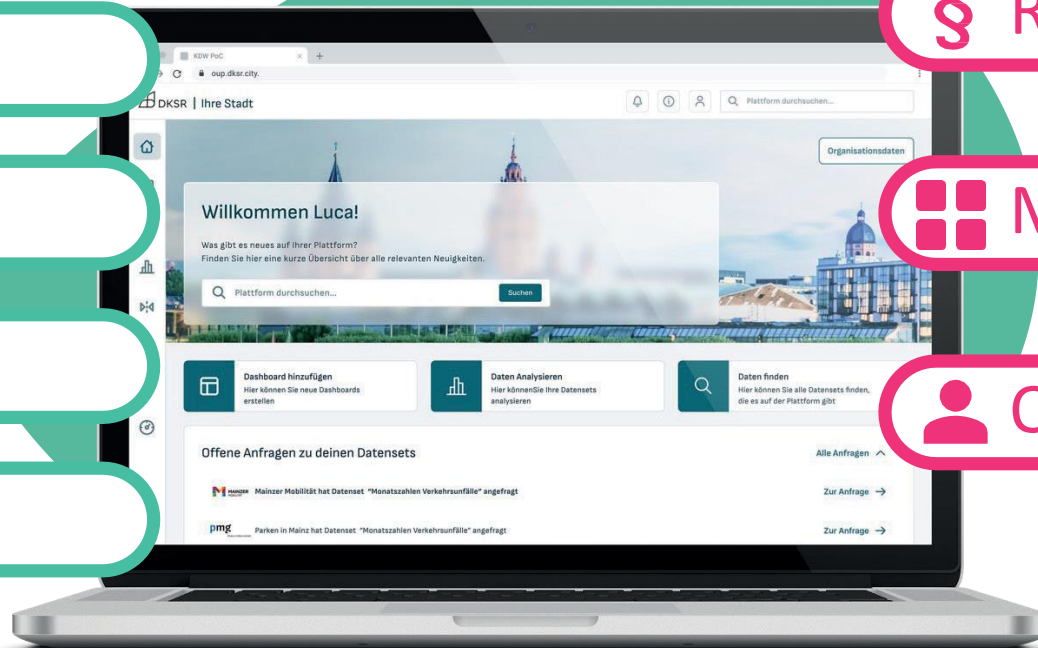 § R
KDW PoC
oup.dksr.city.
DKSR | Ihre Stadt
Plattform durchsuchen...
Organisationsdaten
Willkommen Luca!
Was gibt es neues auf Ihrer Plattform?
Finden Sie hier eine kurze Übersicht über alle relevanten Neuigkeiten.
Plattform durchsuchen...
Suchen
Dashboard hinzufügen
Hier können Sie neue Dashboards
erstellen
Daten Analysieren
Hier könnenSie Ihre Datensets
analysieren
Daten finden
Hier können Sie alle Datensets finden,
die es auf der Plattform gibt
Offene Anfragen zu deinen Datensets
Alle Anfragen
MAINZER
MOBILITÄT
Mainzer Mobilität hat Datenset "Monatszahlen Verkehrsunfälle" angefragt
Zur Anfrage →
pmg
Parken in Mainz hat Datenset "Monatszahlen Verkehrsunfälle" angefragt
Zur Anfrage →